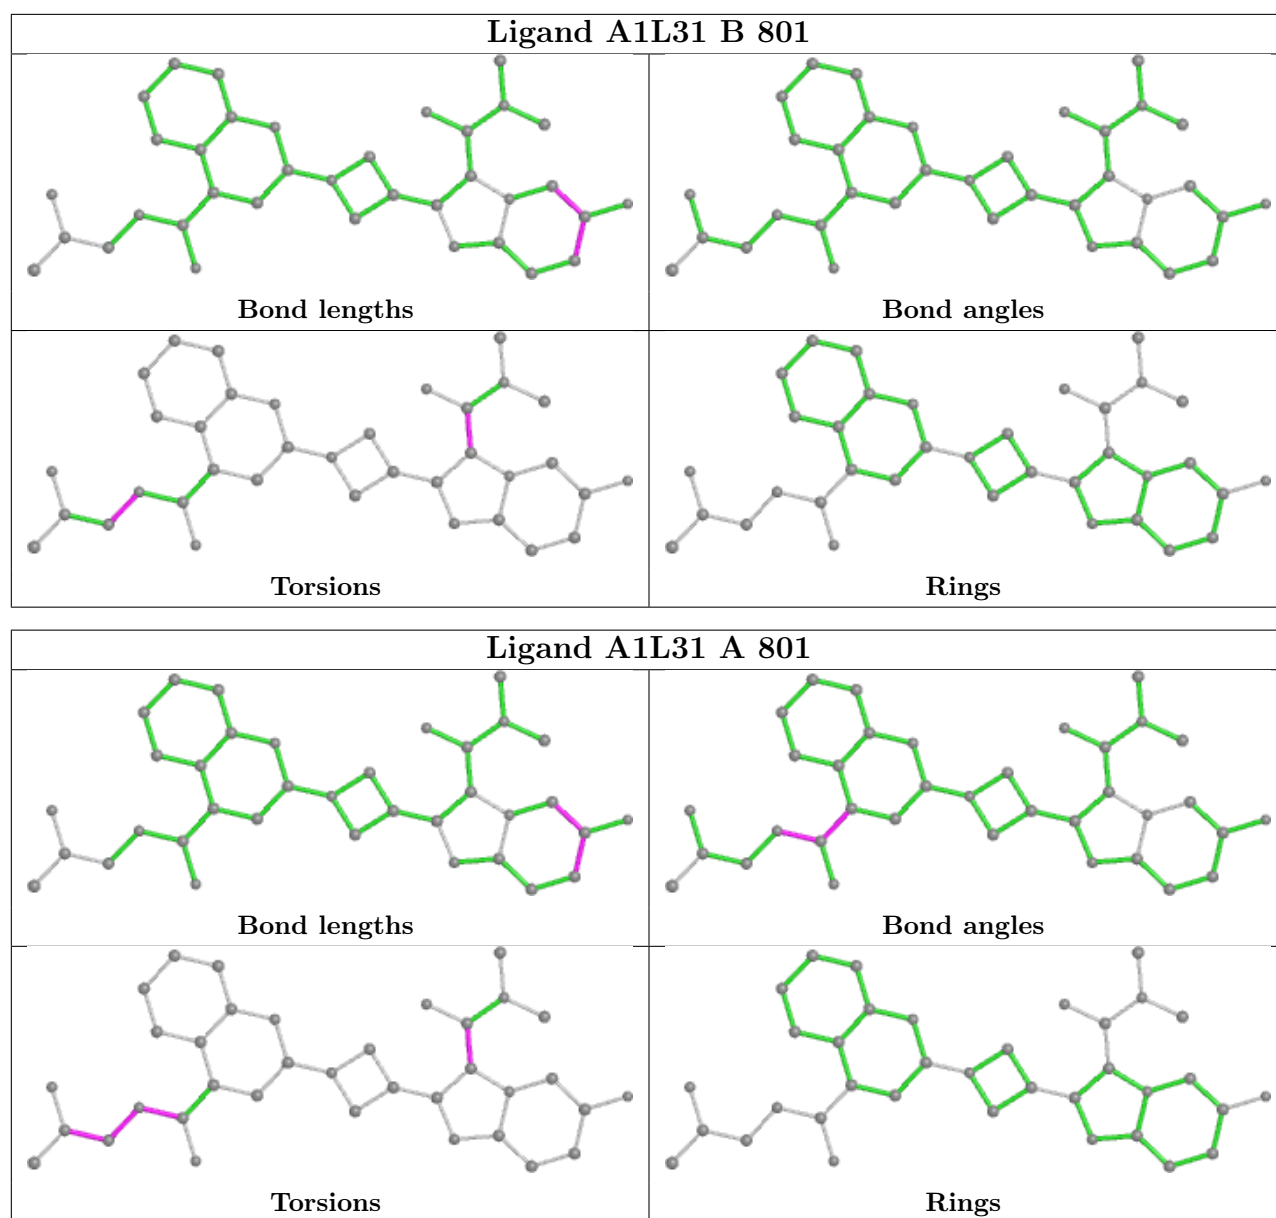 Ligand A1L31 B 801
Bond lengths
Bond angles
Torsions
Rings
Ligand A1L31 A 801
Bond lengths
Bond angles
Torsions
Rings